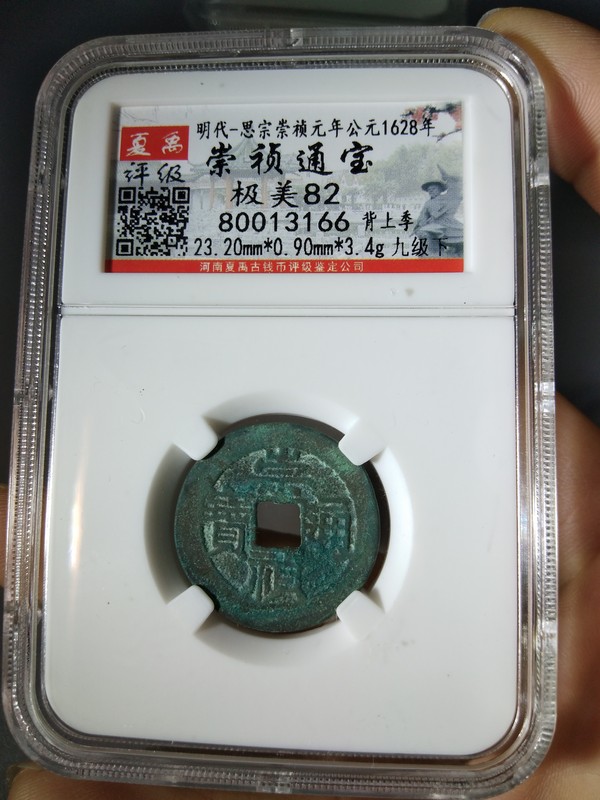 明代-思宗崇祯元年公元1628年
夏禹
评级
崇祯通宝
极美82
80013166 背上季
23.20mm*0.90mm*3.4g 九级下
河南夏禹古钱币评级鉴定公司
崇
寶 通
禎